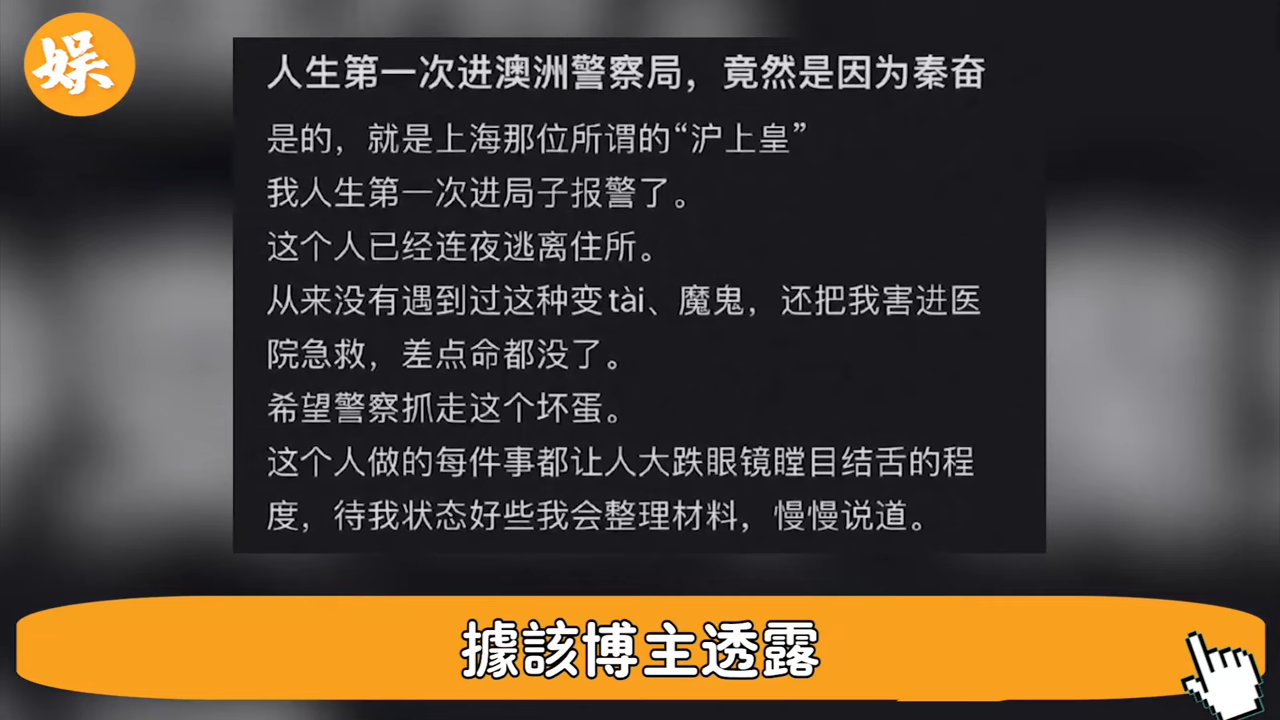 娱
人生第一次进澳洲警察局，竟然是因为秦奋
是的，就是上海那位所谓的“沪上皇”
我人生第一次进局子报警了。
这个人已经连夜逃离住所。
从来没有遇到过这种变tài、魔鬼，还把我害进医
院急救，差点命都没了。
希望警察抓走这个坏蛋。
这个人做的每件事都让人大跌眼镜瞠目结舌的程
度，待我状态好些我会整理材料，慢慢说道。
據該博主透露